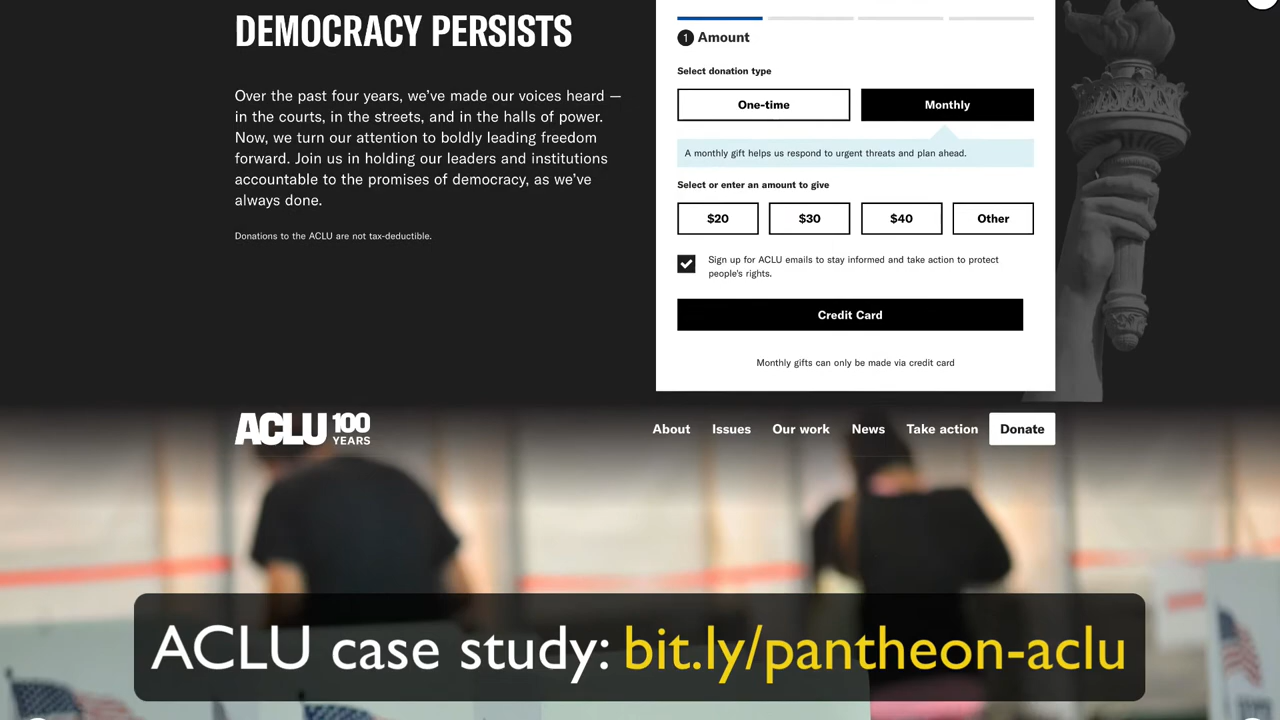 DEMOCRACY PERSISTS
Over the past four years, we've made our voices heard —
in the courts, in the streets, and in the halls of power.
Now, we turn our attention to boldly leading freedom
forward. Join us in holding our leaders and institutions
accountable to the promises of democracy, as we've
always done.
Donations to the ACLU are not tax-deductible.
1 Amount
Select donation type
One-time Monthly
A monthly gift helps us respond to urgent threats and plan ahead.
Select or enter an amount to give
$20 $30 $40 Other
Sign up for ACLU emails to stay informed and take action to protect
people's rights.
Credit Card
Monthly gifts can only be made via credit card
ACLU 100 YEARS
About Issues Our work News Take action Donate
ACLU case study: bit.ly/pantheon-aclu